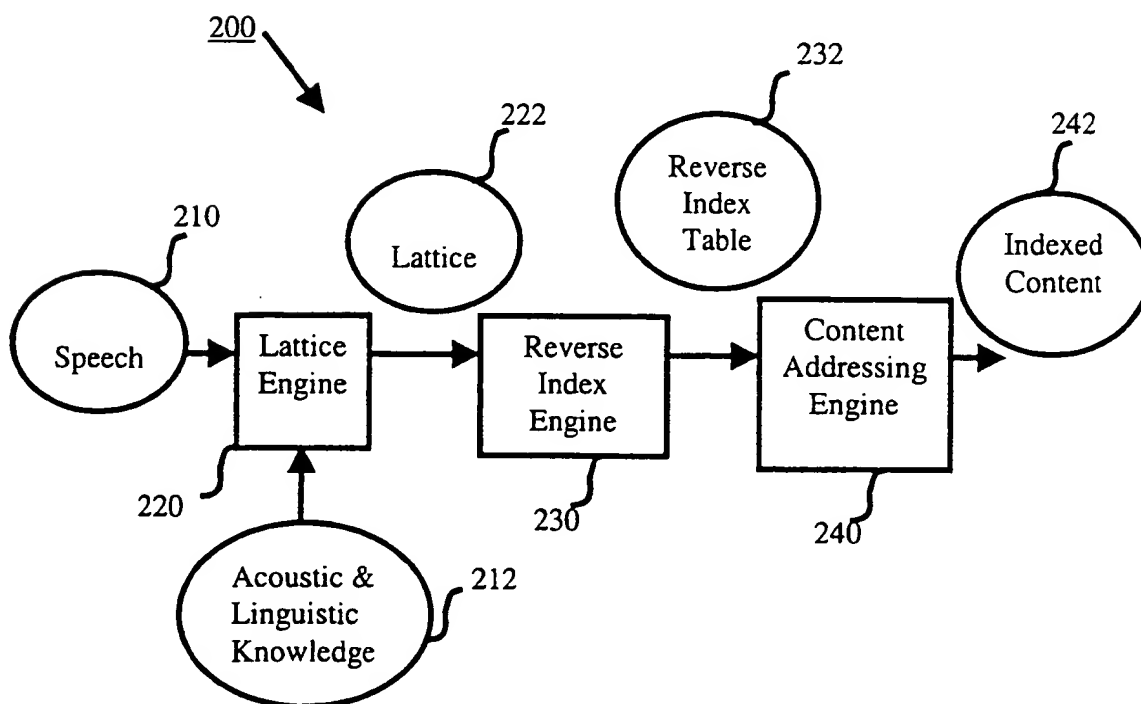 200
232
222
242
210
Reverse
Index
Table
Lattice
Indexed
Content
Speech
Lattice
Engine
Reverse
Index
Engine
Content
Addressing
Engine
220
230
240
Acoustic &
Linguistic
Knowledge
212